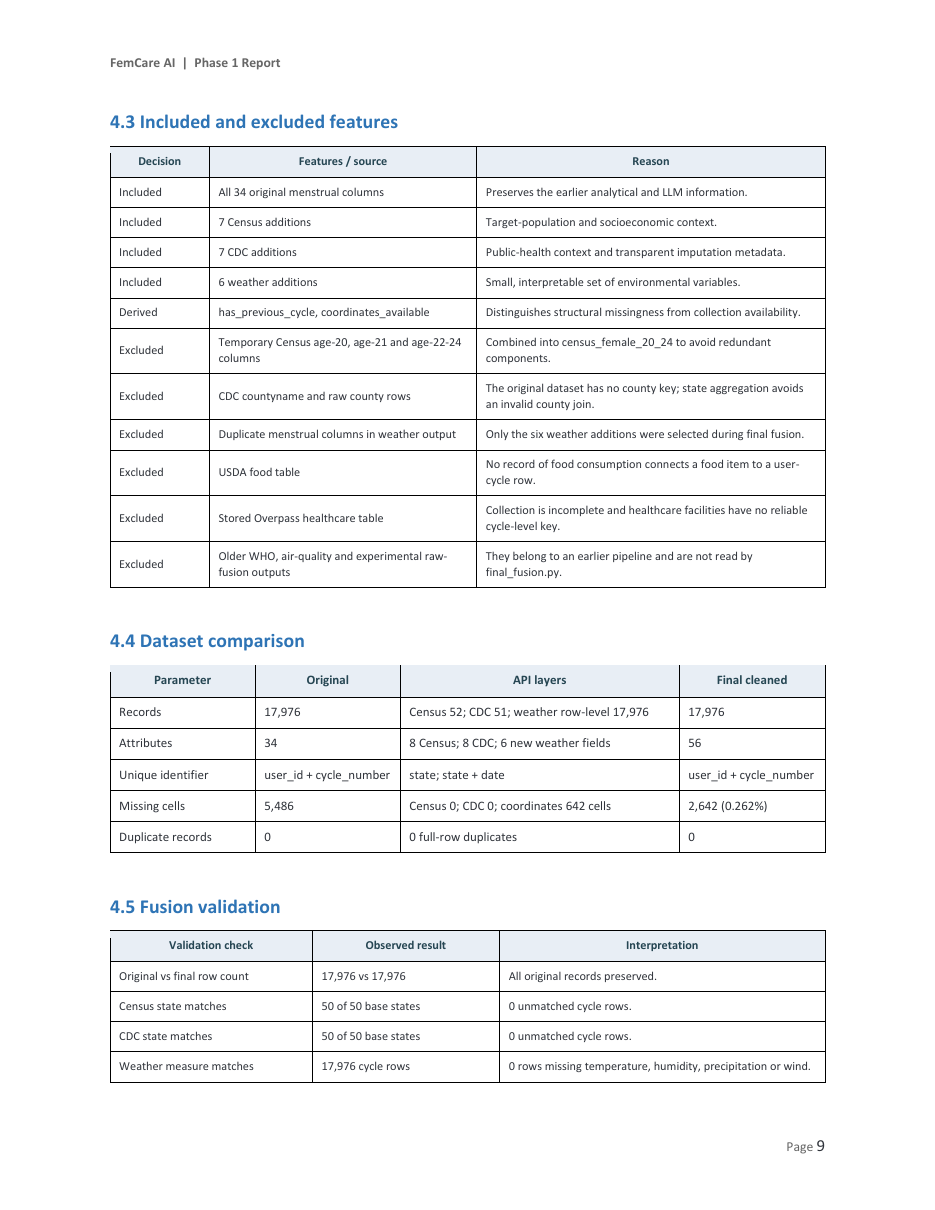 FemCare AI | Phase 1 Report
4.3 Included and excluded features
Decision Features / source Reason
Included All 34 original menstrual columns Preserves the earlier analytical and LLM information.
Included 7 Census additions Target-population and socioeconomic context.
Included 7 CDC additions Public-health context and transparent imputation metadata.
Included 6 weather additions Small, interpretable set of environmental variables.
Derived has_previous_cycle, coordinates_available Distinguishes structural missingness from collection availability.
Excluded Temporary Census age-20, age-21 and age-22-24
columns Combined into census_female_20_24 to avoid redundant
components.
Excluded CDC countyname and raw county rows The original dataset has no county key; state aggregation avoids
an invalid county join.
Excluded Duplicate menstrual columns in weather output Only the six weather additions were selected during final fusion.
Excluded USDA food table No record of food consumption connects a food item to a user-
cycle row.
Excluded Stored Overpass healthcare table Collection is incomplete and healthcare facilities have no reliable
cycle-level key.
Excluded Older WHO, air-quality and experimental raw-
fusion outputs They belong to an earlier pipeline and are not read by
final_fusion.py.
4.4 Dataset comparison
Parameter Original API layers Final cleaned
Records 17,976 Census 52; CDC 51; weather row-level 17,976 17,976
Attributes 34 8 Census; 8 CDC; 6 new weather fields 56
Unique identifier user_id + cycle_number state; state + date user_id + cycle_number
Missing cells 5,486 Census 0; CDC 0; coordinates 642 cells 2,642 (0.262%)
Duplicate records 0 0 full-row duplicates 0
4.5 Fusion validation
Validation check Observed result Interpretation
Original vs final row count 17,976 vs 17,976 All original records preserved.
Census state matches 50 of 50 base states 0 unmatched cycle rows.
CDC state matches 50 of 50 base states 0 unmatched cycle rows.
Weather measure matches 17,976 cycle rows 0 rows missing temperature, humidity, precipitation or wind.
Page 9